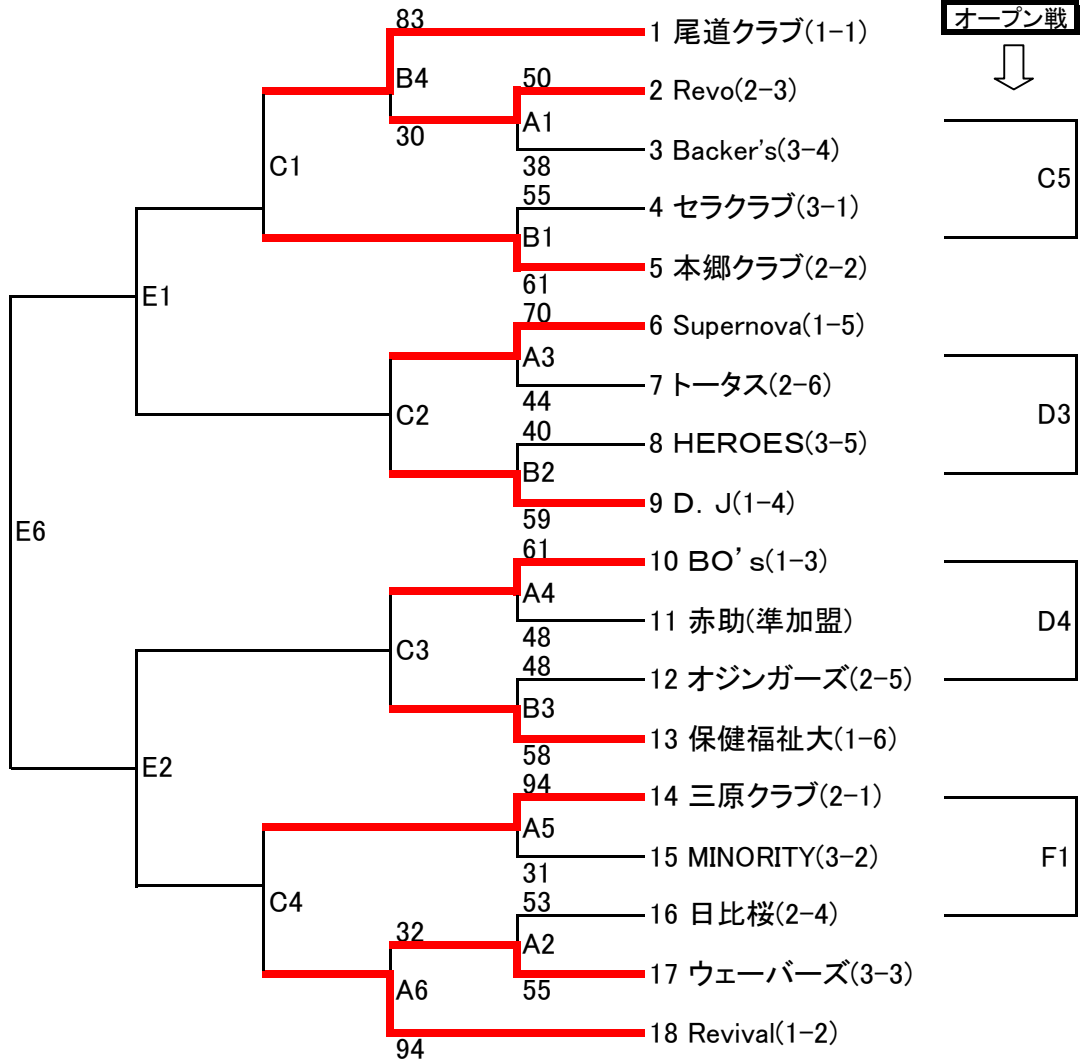 83
オープン戦
1 尾道クラブ(1-1)
B4
50
2 Revo(2-3)
30
A1
3 Backer's(3-4)
C1
38
C5
55
4 セラクラブ(3-1)
B1
5 本郷クラブ(2-2)
61
E1
70
6 Supernova(1-5)
A3
7 トータス(2-6)
44
C2
D3
40
8 HEROES(3-5)
B2
9 D．J(1-4)
59
E6
61
10 BO’s(1-3)
A4
11 赤助(準加盟)
D4
48
C3
48
12 オジンガーズ(2-5)
B3
13 保健福祉大(1-6)
58
E2
94
14 三原クラブ(2-1)
A5
15 MINORITY(3-2)
F1
31
C4
53
16 日比桜(2-4)
32
A2
17 ウェーバーズ(3-3)
55
A6
18 Revival(1-2)
94